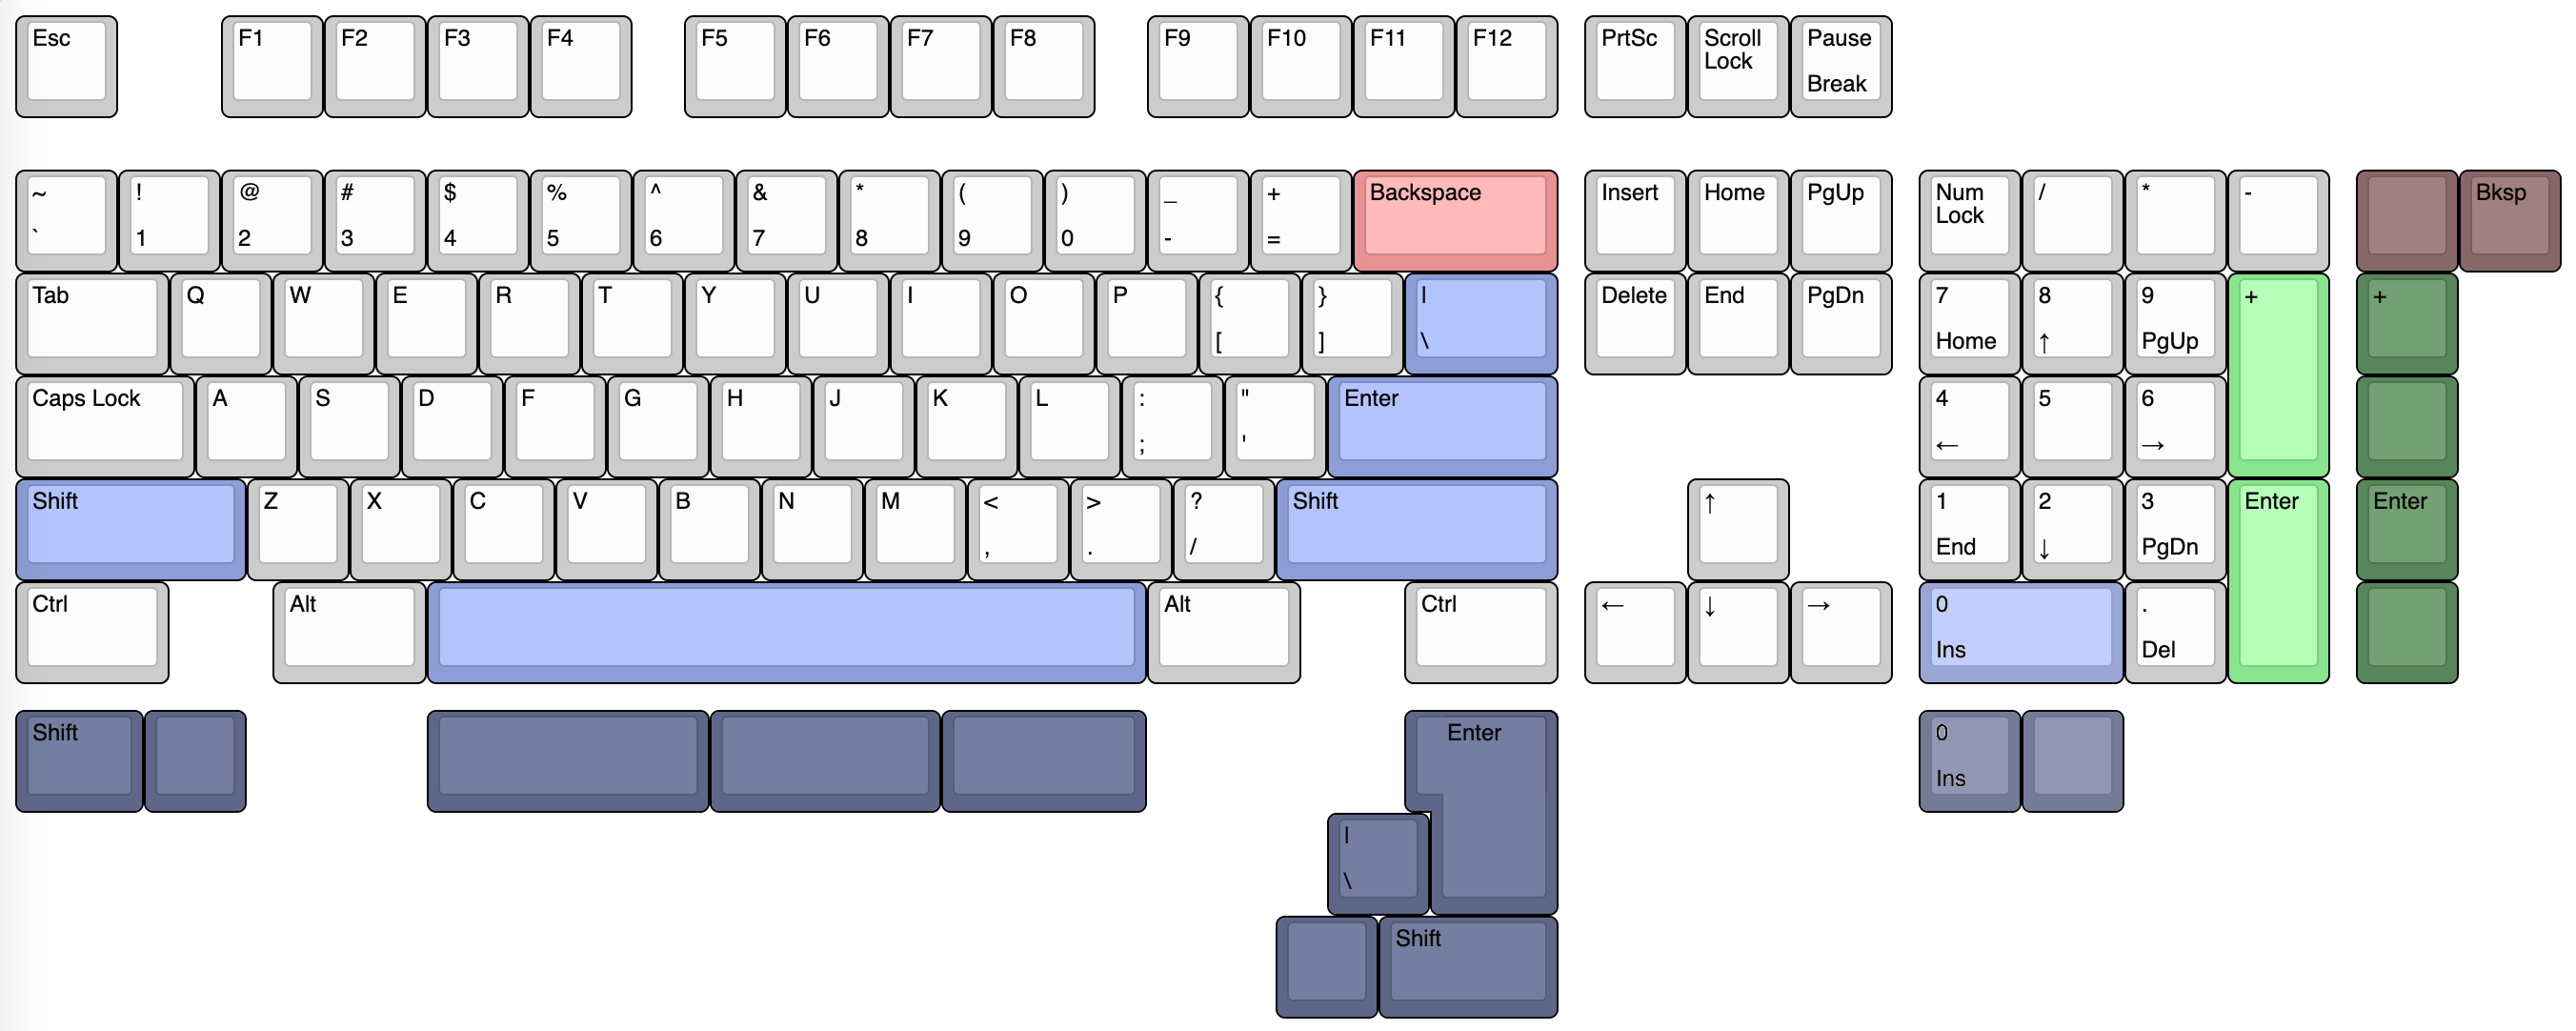 Esc F1 F2 F3 F4 F5 F6 F7 F8 F9 F10 F11 F12 PrtSc Scroll Pause
Lock
Break
~ ! @ # $ % ^ & * ( ) _ + Backspace Insert Home PgUp Num / * - Bksp
Lock
` 1 2 3 4 5 6 7 8 9 0 - =
Tab Q W E R T Y U I O P { } | Delete End PgDn 7 8 9 + +
[ ] \ Home ↑ PgUp
Caps Lock A S D F G H J K L : " Enter 4 5 6
; ' ← →
Shift Z X C V B N M < > ? Shift ↑ 1 2 3 Enter Enter
, . / End ↓ PgDn
Ctrl Alt Alt Ctrl ← ↓ → 0 .
Ins Del
Shift Enter 0
Ins
|
\
Shift